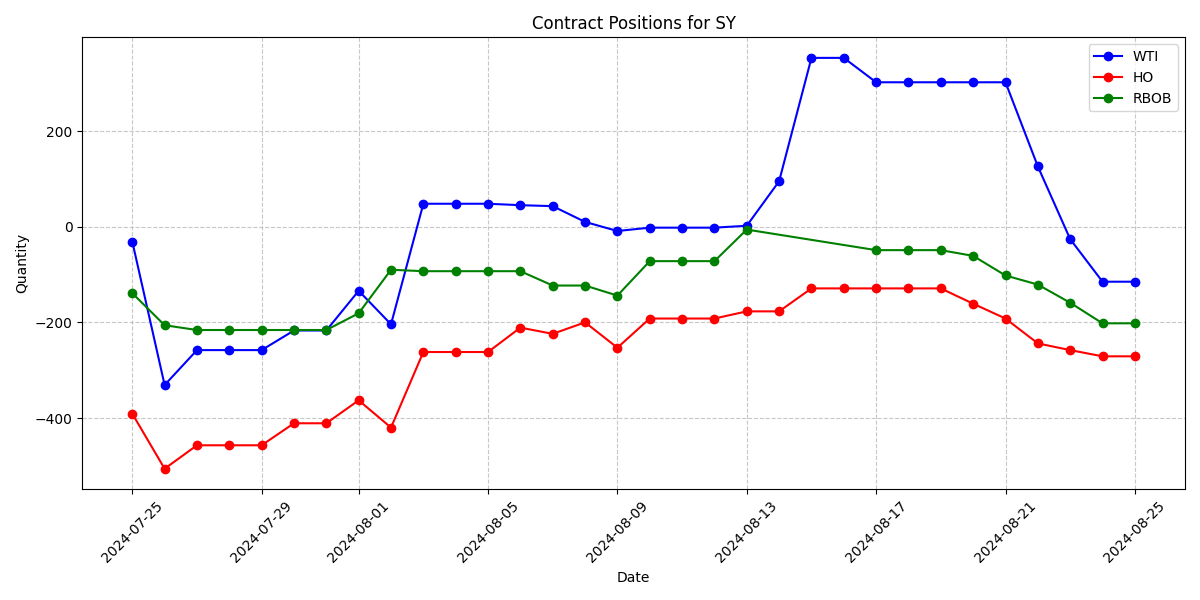 Contract Positions for SY
WTI
HO
RBOB
Quantity
200
0
−200
−400
2024-07-25
2024-07-29
2024-08-01
2024-08-05
2024-08-09
2024-08-13
2024-08-17
2024-08-21
2024-08-25
Date